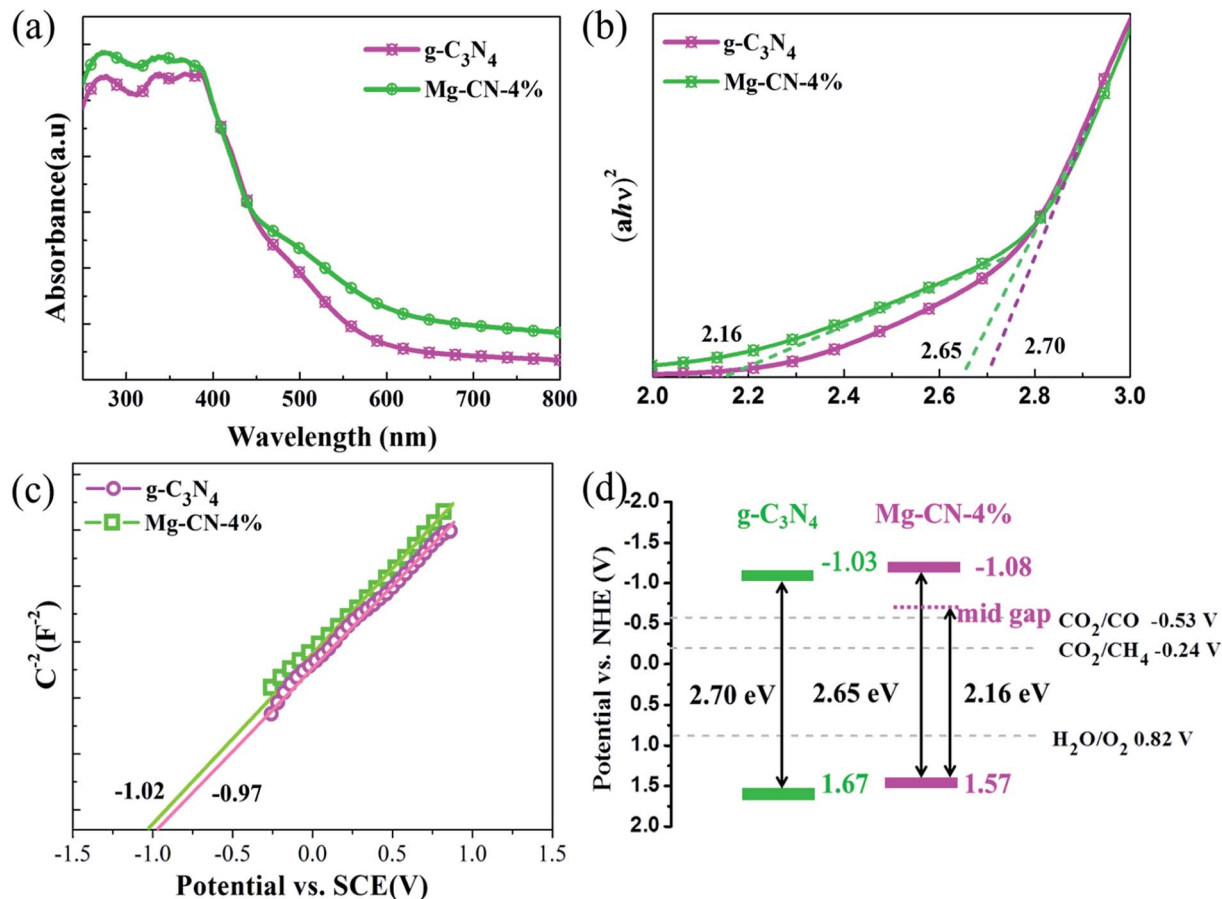 (a)
g-C₃N₄
Mg-CN-4%
Absorbance(a.u)
300 400 500 600 700 800
Wavelength (nm)
(b)
g-C₃N₄
Mg-CN-4%
(ahν)²
2.16
2.65
2.70
2.0 2.2 2.4 2.6 2.8 3.0
(c)
g-C₃N₄
Mg-CN-4%
C⁻²(F⁻²)
-1.02
-0.97
-1.5 -1.0 -0.5 0.0 0.5 1.0 1.5
Potential vs. SCE(V)
(d)
Potential vs. NHE (V)
-2.0
-1.5
-1.0
-0.5
0.0
0.5
1.0
1.5
2.0
g-C₃N₄
Mg-CN-4%
-1.03
-1.08
mid gap
CO₂/CO -0.53 V
CO₂/CH₄ -0.24 V
2.70 eV
2.65 eV
2.16 eV
H₂O/O₂ 0.82 V
1.67
1.57